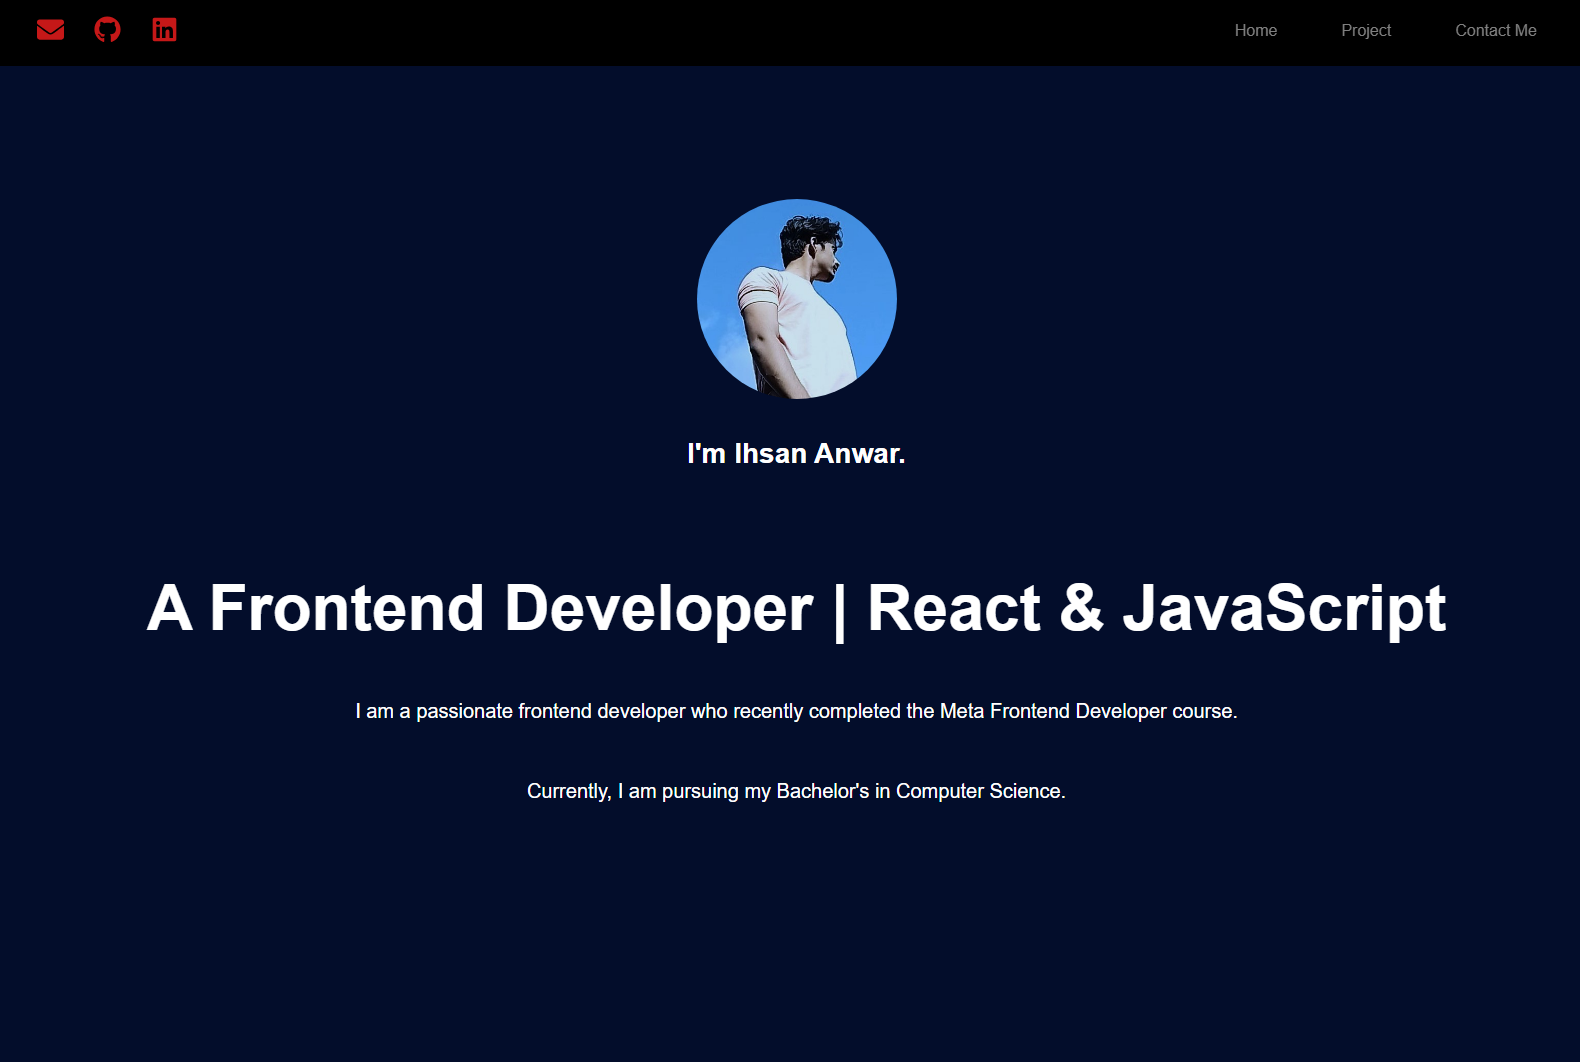 Home Project Contact Me
I'm Ihsan Anwar.
A Frontend Developer | React & JavaScript
I am a passionate frontend developer who recently completed the Meta Frontend Developer course.
Currently, I am pursuing my Bachelor's in Computer Science.